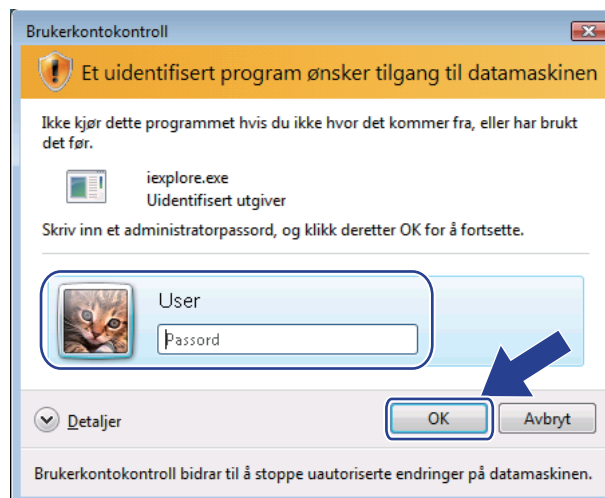 Brukerkontokontroll
Et uidentifisert program ønsker tilgang til datamaskinen
Ikke kjør dette programmet hvis du ikke hvor det kommer fra, eller har brukt
det før.
iexplore.exe
Uidentifisert utgiver
Skriv inn et administratorpassord, og klikk deretter OK for å fortsette.
User
Passord
Detaljer
OK
Avbryt
Brukerkontokontroll bidrar til å stoppe uautoriserte endringer på datamaskinen.